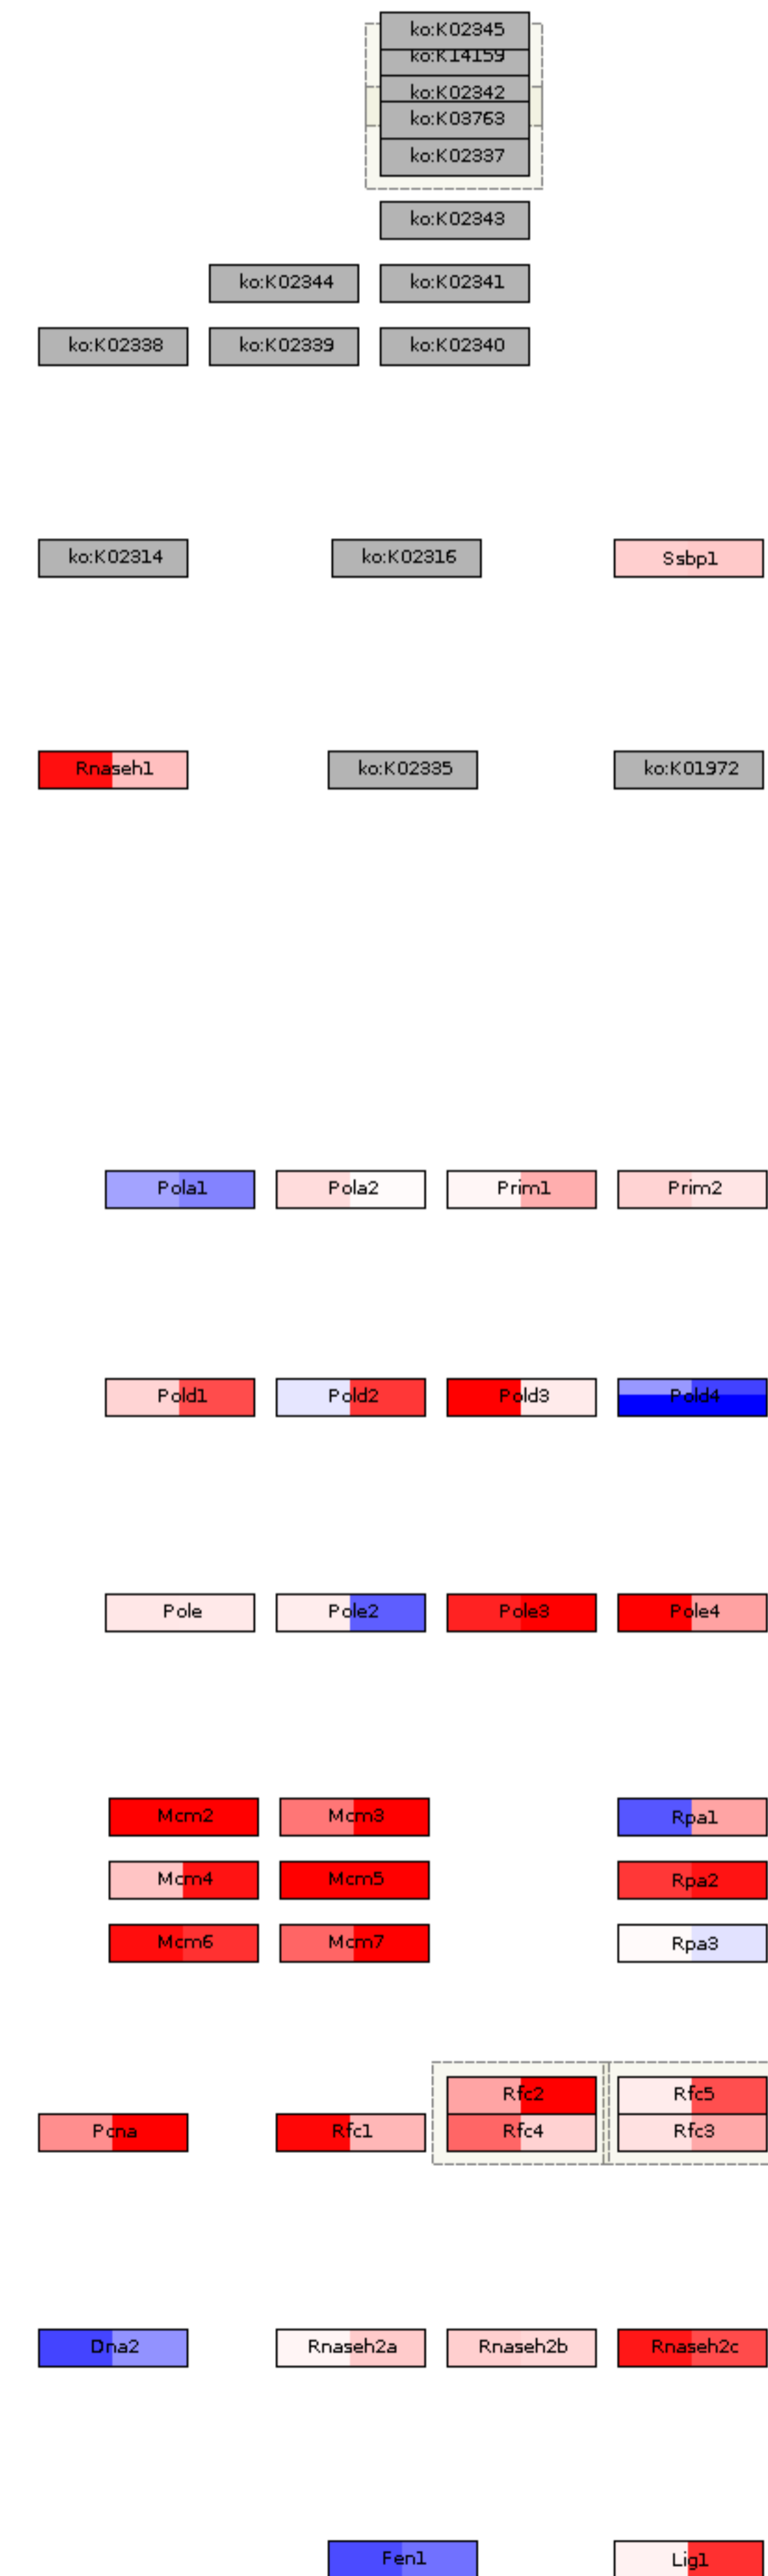 ko:K02345
ko:K14159
ko:K02342
ko:K03763
ko:K02337
ko:K02343
ko:K02344 ko:K02341
ko:K02338 ko:K02339 ko:K02340
ko:K02314 ko:K02316 Ssbp1
Rnaseh1 ko:K02335 ko:K01972
Pola1 Pola2 Prim1 Prim2
Pold1 Pold2 Pold3 Pold4
Pole Pole2 Pole3 Pole4
Mcm2 Mcm3 Rpa1
Mcm4 Mcm5 Rpa2
Mcm6 Mcm7 Rpa3
Rfc2 Rfc5
Pcna Rfc1 Rfc4 Rfc3
Dna2 Rnaseh2a Rnaseh2b Rnaseh2c
Fen1 Lig1